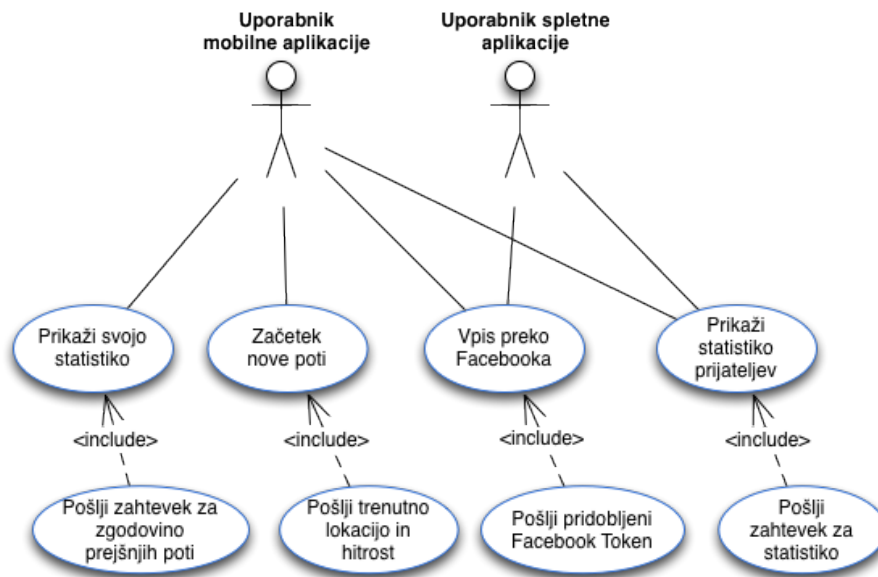 Uporabnik
mobilne aplikacije
Uporabnik spletne
aplikacije
Prikaži svojo
statistiko
Začetek
nove poti
Vpis preko
Facebooka
Prikaži
statistiko
prijateljev
<include>
<include>
<include>
<include>
Pošlji zahtevek za
zgodovino
prejšnjih poti
Pošlji trenutno
lokacijo in
hitrost
Pošlji pridobljeni
Facebook Token
Pošlji
zahtevek za
statistiko